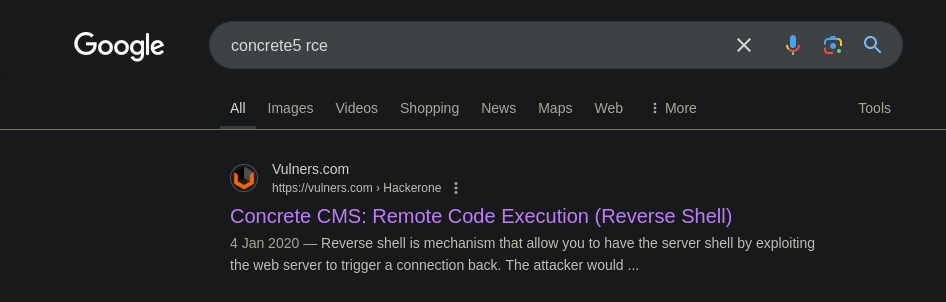 Google
concrete5 rce
All Images Videos Shopping News Maps Web More Tools
Vulners.com
https://vulners.com › Hackerone
Concrete CMS: Remote Code Execution (Reverse Shell)
4 Jan 2020 — Reverse shell is mechanism that allow you to have the server shell by exploiting
the web server to trigger a connection back. The attacker would ...